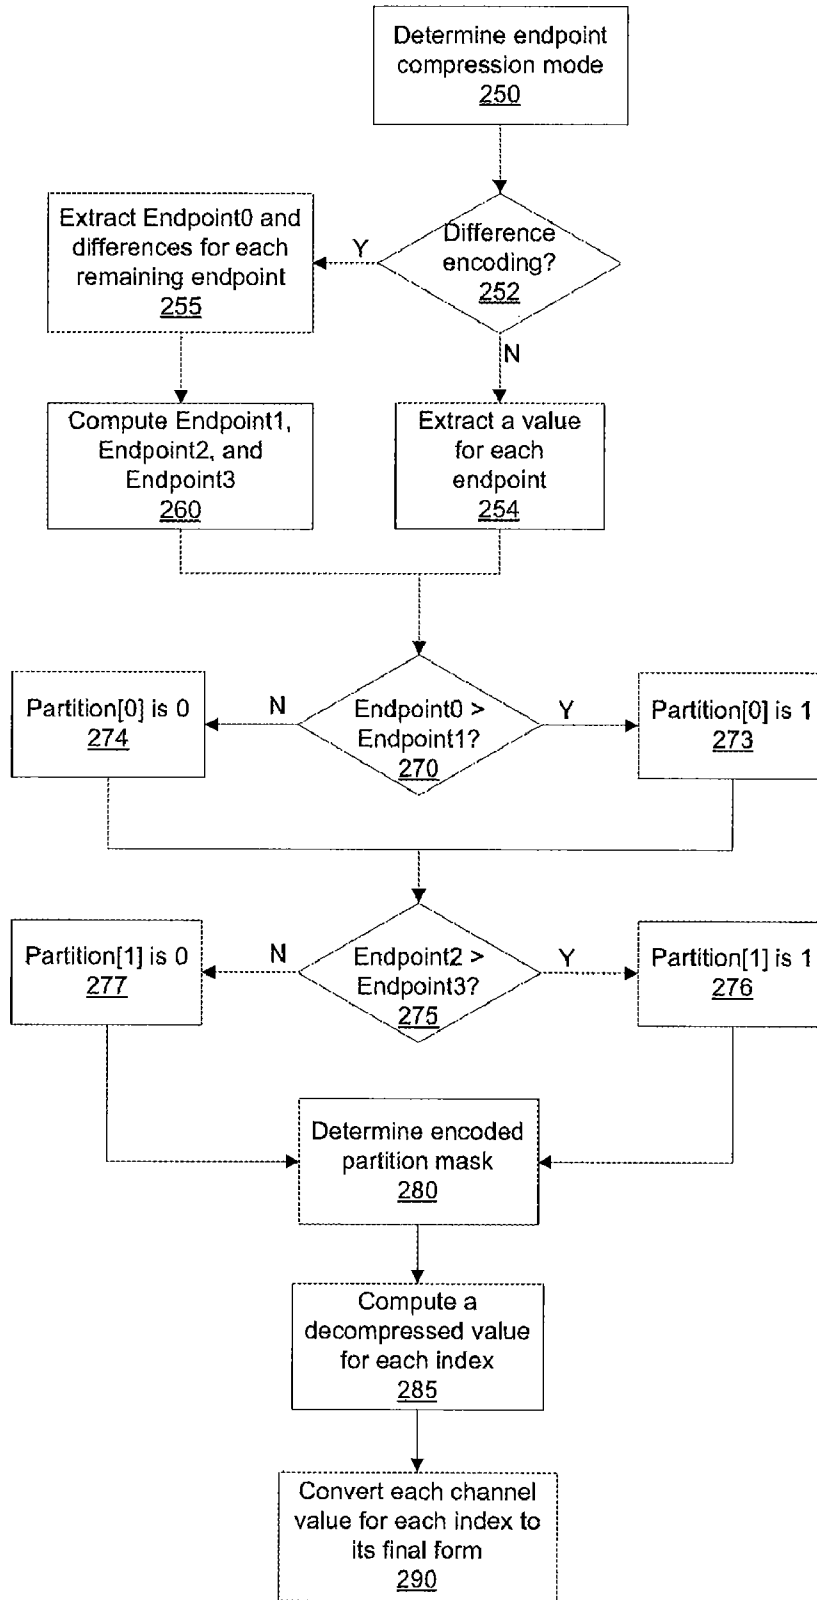 Determine endpoint
compression mode
250
Extract Endpoint0 and
differences for each
remaining endpoint
255
Y
Difference
encoding?
252
N
Compute Endpoint1,
Endpoint2, and
Endpoint3
260
Extract a value
for each
endpoint
254
Partition[0] is 0
274
N
Endpoint0 >
Endpoint1?
270
Y
Partition[0] is 1
273
Partition[1] is 0
277
N
Endpoint2 >
Endpoint3?
275
Y
Partition[1] is 1
276
Determine encoded
partition mask
280
Compute a
decompressed value
for each index
285
Convert each channel
value for each index to
its final form
290